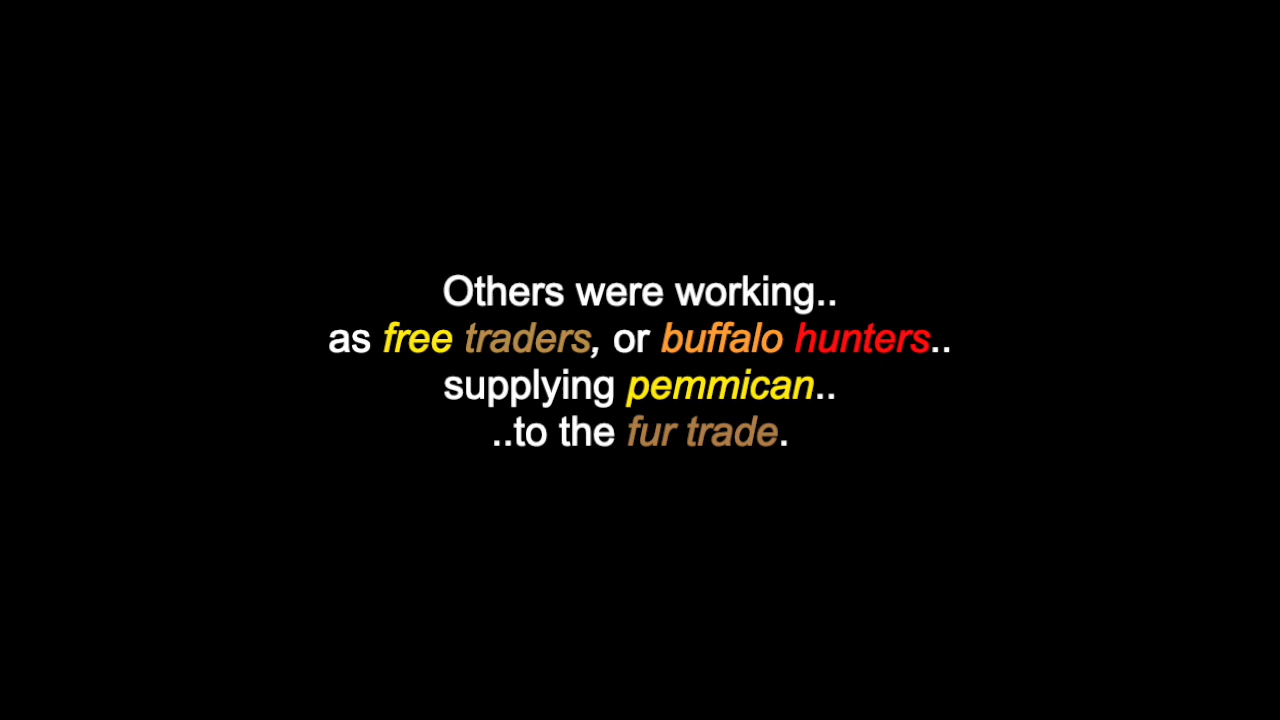 Others were working..
as free traders, or buffalo hunters..
supplying pemmican..
..to the fur trade.